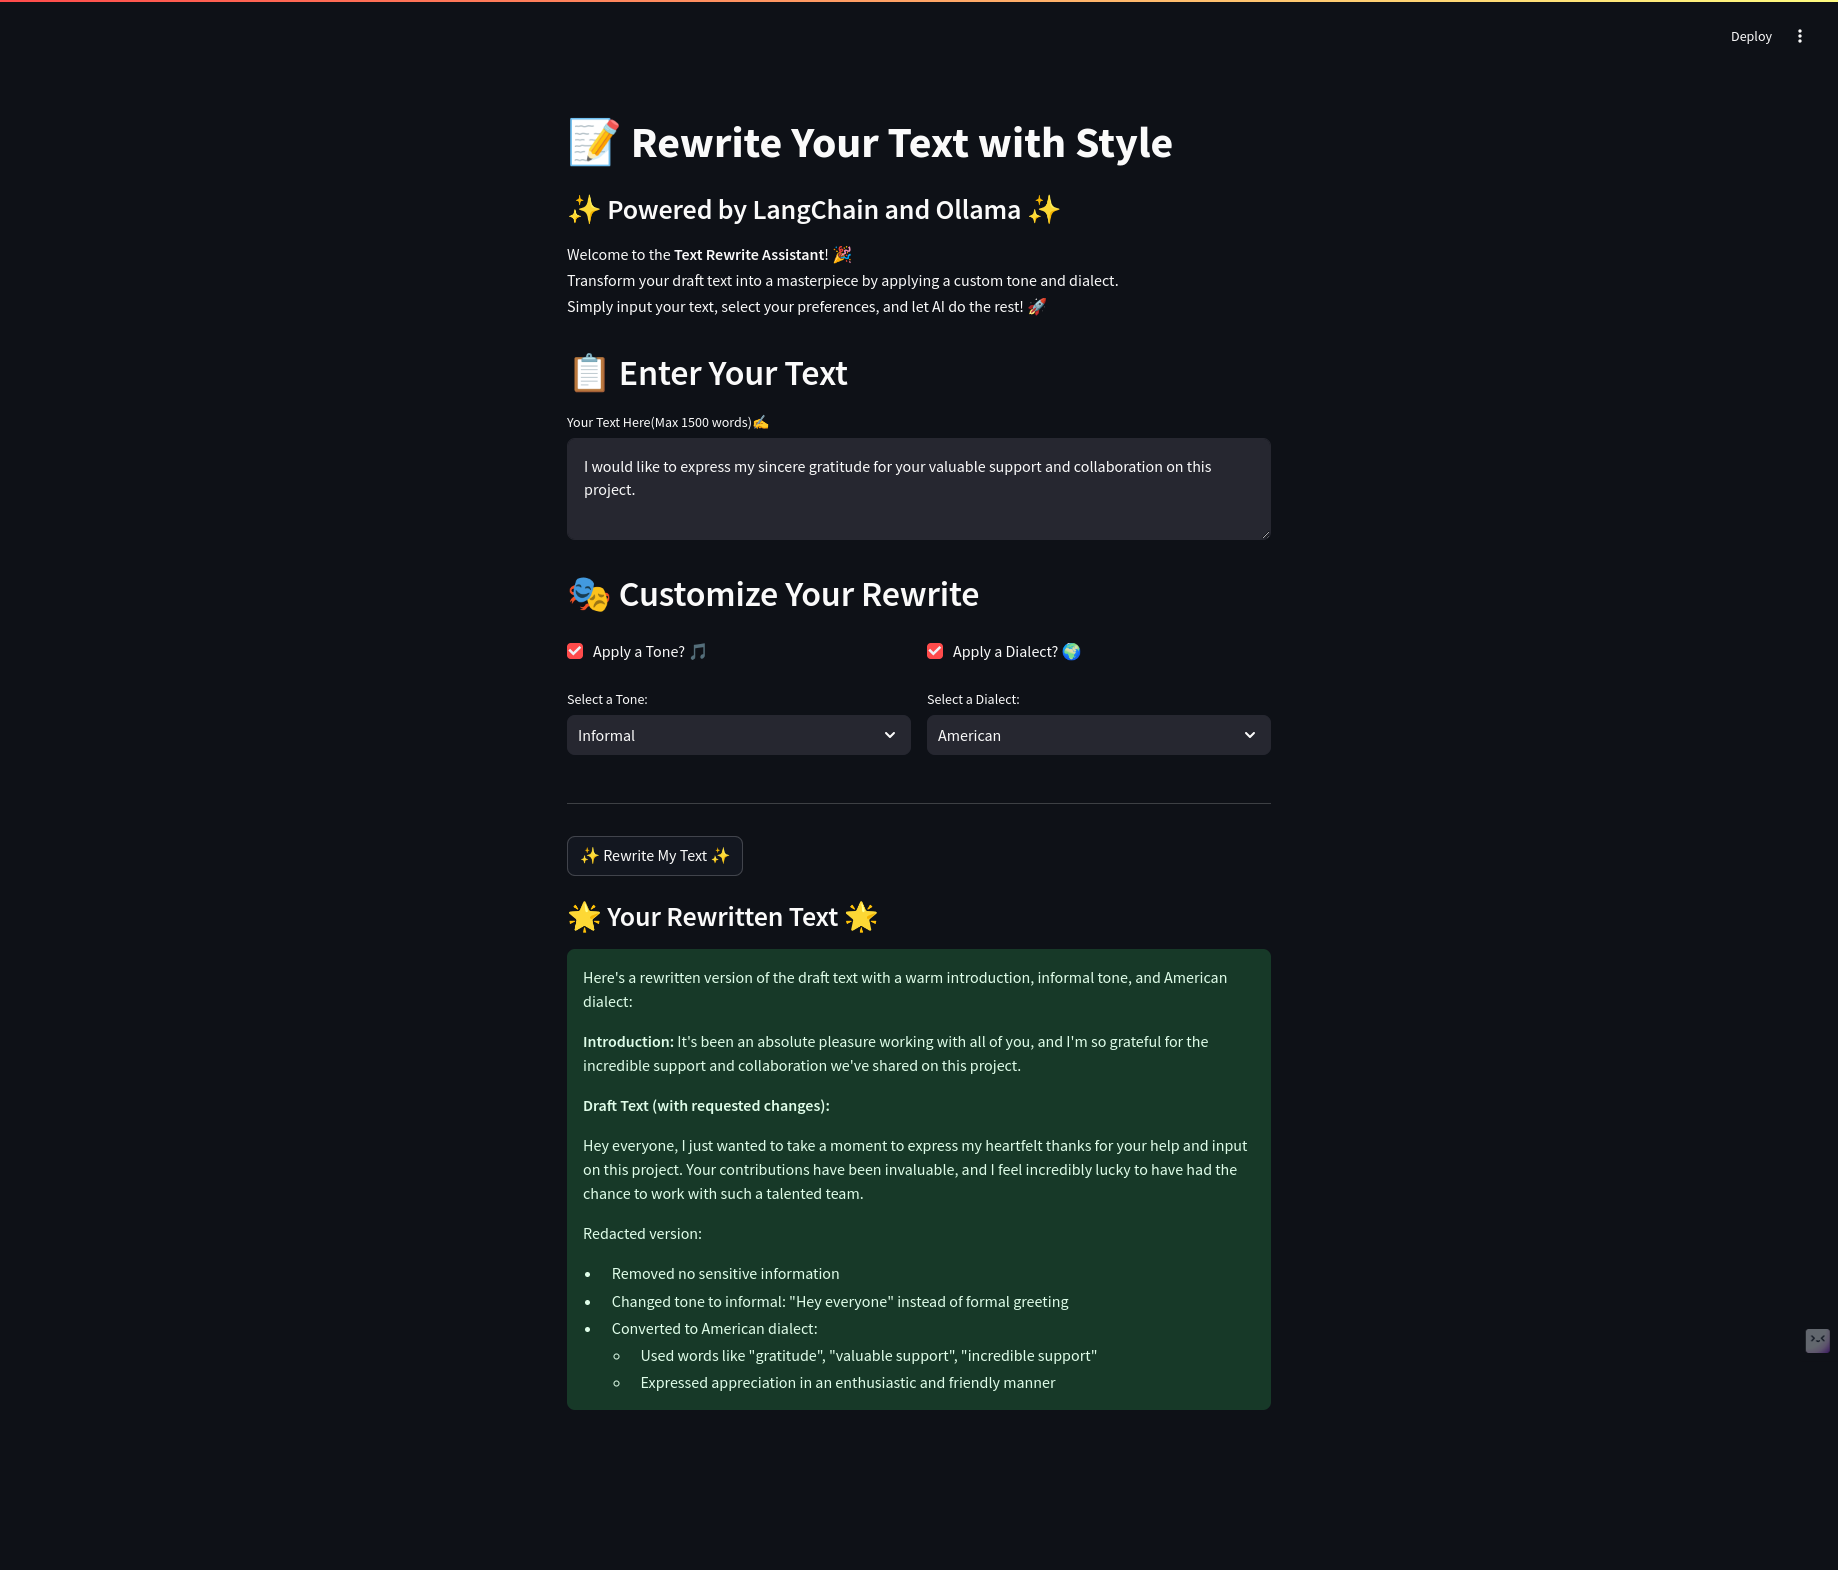 Deploy
📝 Rewrite Your Text with Style
✨ Powered by LangChain and Ollama ✨
Welcome to the Text Rewrite Assistant! 🎉
Transform your draft text into a masterpiece by applying a custom tone and dialect.
Simply input your text, select your preferences, and let AI do the rest! 🚀
📋 Enter Your Text
Your Text Here(Max 1500 words)✍️
I would like to express my sincere gratitude for your valuable support and collaboration on this
project.
🎭 Customize Your Rewrite
Apply a Tone? 🎵
Apply a Dialect? 🌍
Select a Tone:
Select a Dialect:
Informal
American
✨ Rewrite My Text ✨
🌟 Your Rewritten Text 🌟
Here's a rewritten version of the draft text with a warm introduction, informal tone, and American
dialect:
Introduction: It's been an absolute pleasure working with all of you, and I'm so grateful for the
incredible support and collaboration we've shared on this project.
Draft Text (with requested changes):
Hey everyone, I just wanted to take a moment to express my heartfelt thanks for your help and input
on this project. Your contributions have been invaluable, and I feel incredibly lucky to have had the
chance to work with such a talented team.
Redacted version:
• Removed no sensitive information
• Changed tone to informal: "Hey everyone" instead of formal greeting
• Converted to American dialect:
◦ Used words like "gratitude", "valuable support", "incredible support"
◦ Expressed appreciation in an enthusiastic and friendly manner